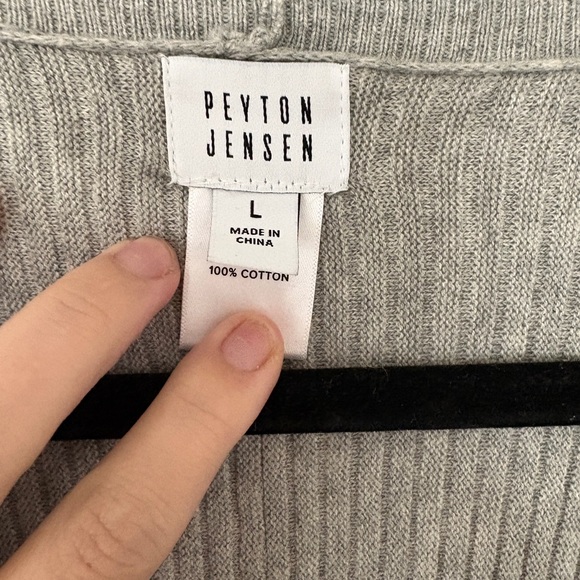 PEYTON
JENSEN
L
MADE IN
CHINA
100% COTTON